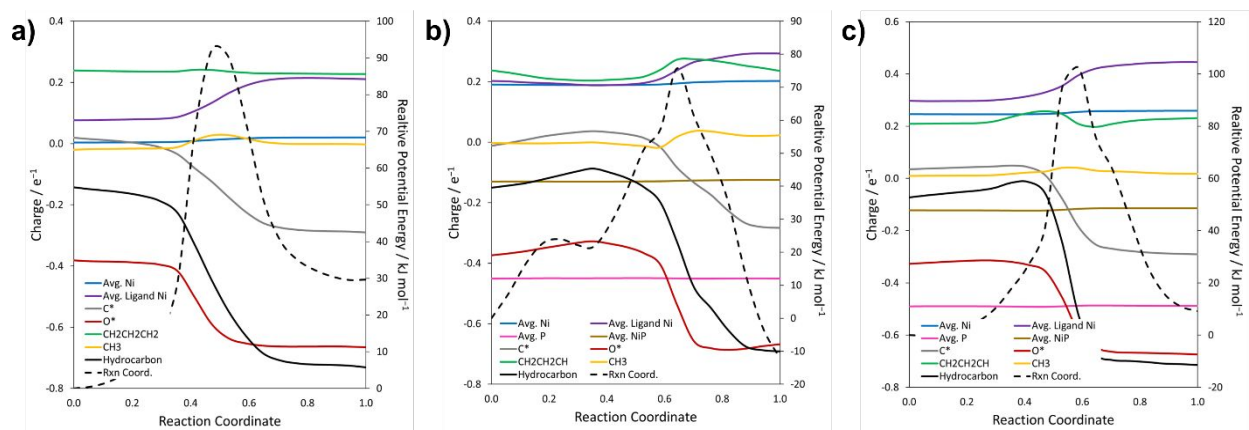 a)
0.4
0.2
0.0
-0.2
-0.4
-0.6
-0.8
Charge / e⁻¹
100
90
80
70
60
50
40
30
20
10
0
Realtive Potential Energy / kJ mol⁻¹
0.0
0.2
0.4
0.6
0.8
1.0
Reaction Coordinate
Avg. Ni
Avg. Ligand Ni
C*
O*
CH2CH2CH2
CH3
Hydrocarbon
Rxn Coord.
b)
0.4
0.2
0.0
-0.2
-0.4
-0.6
-0.8
Charge / e⁻¹
90
80
70
60
50
40
30
20
10
0
-10
-20
Realtive Potential Energy / kJ mol⁻¹
0.0
0.2
0.4
0.6
0.8
1.0
Reaction Coordinate
Avg. Ni
Avg. Ligand Ni
Avg. P
Avg. NiP
C*
O*
CH2CH2CH
CH3
Hydrocarbon
Rxn Coord.
c)
0.6
0.4
0.2
0.0
-0.2
-0.4
-0.6
-0.8
Charge / e⁻¹
120
100
80
60
40
20
0
-20
Realtive Potential Energy / kJ mol⁻¹
0.0
0.2
0.4
0.6
0.8
1.0
Reaction Coordinate
Avg. Ni
Avg. Ligand Ni
Avg. P
Avg. NiP
C*
O*
CH2CH2CH
CH3
Hydrocarbon
Rxn Coord.